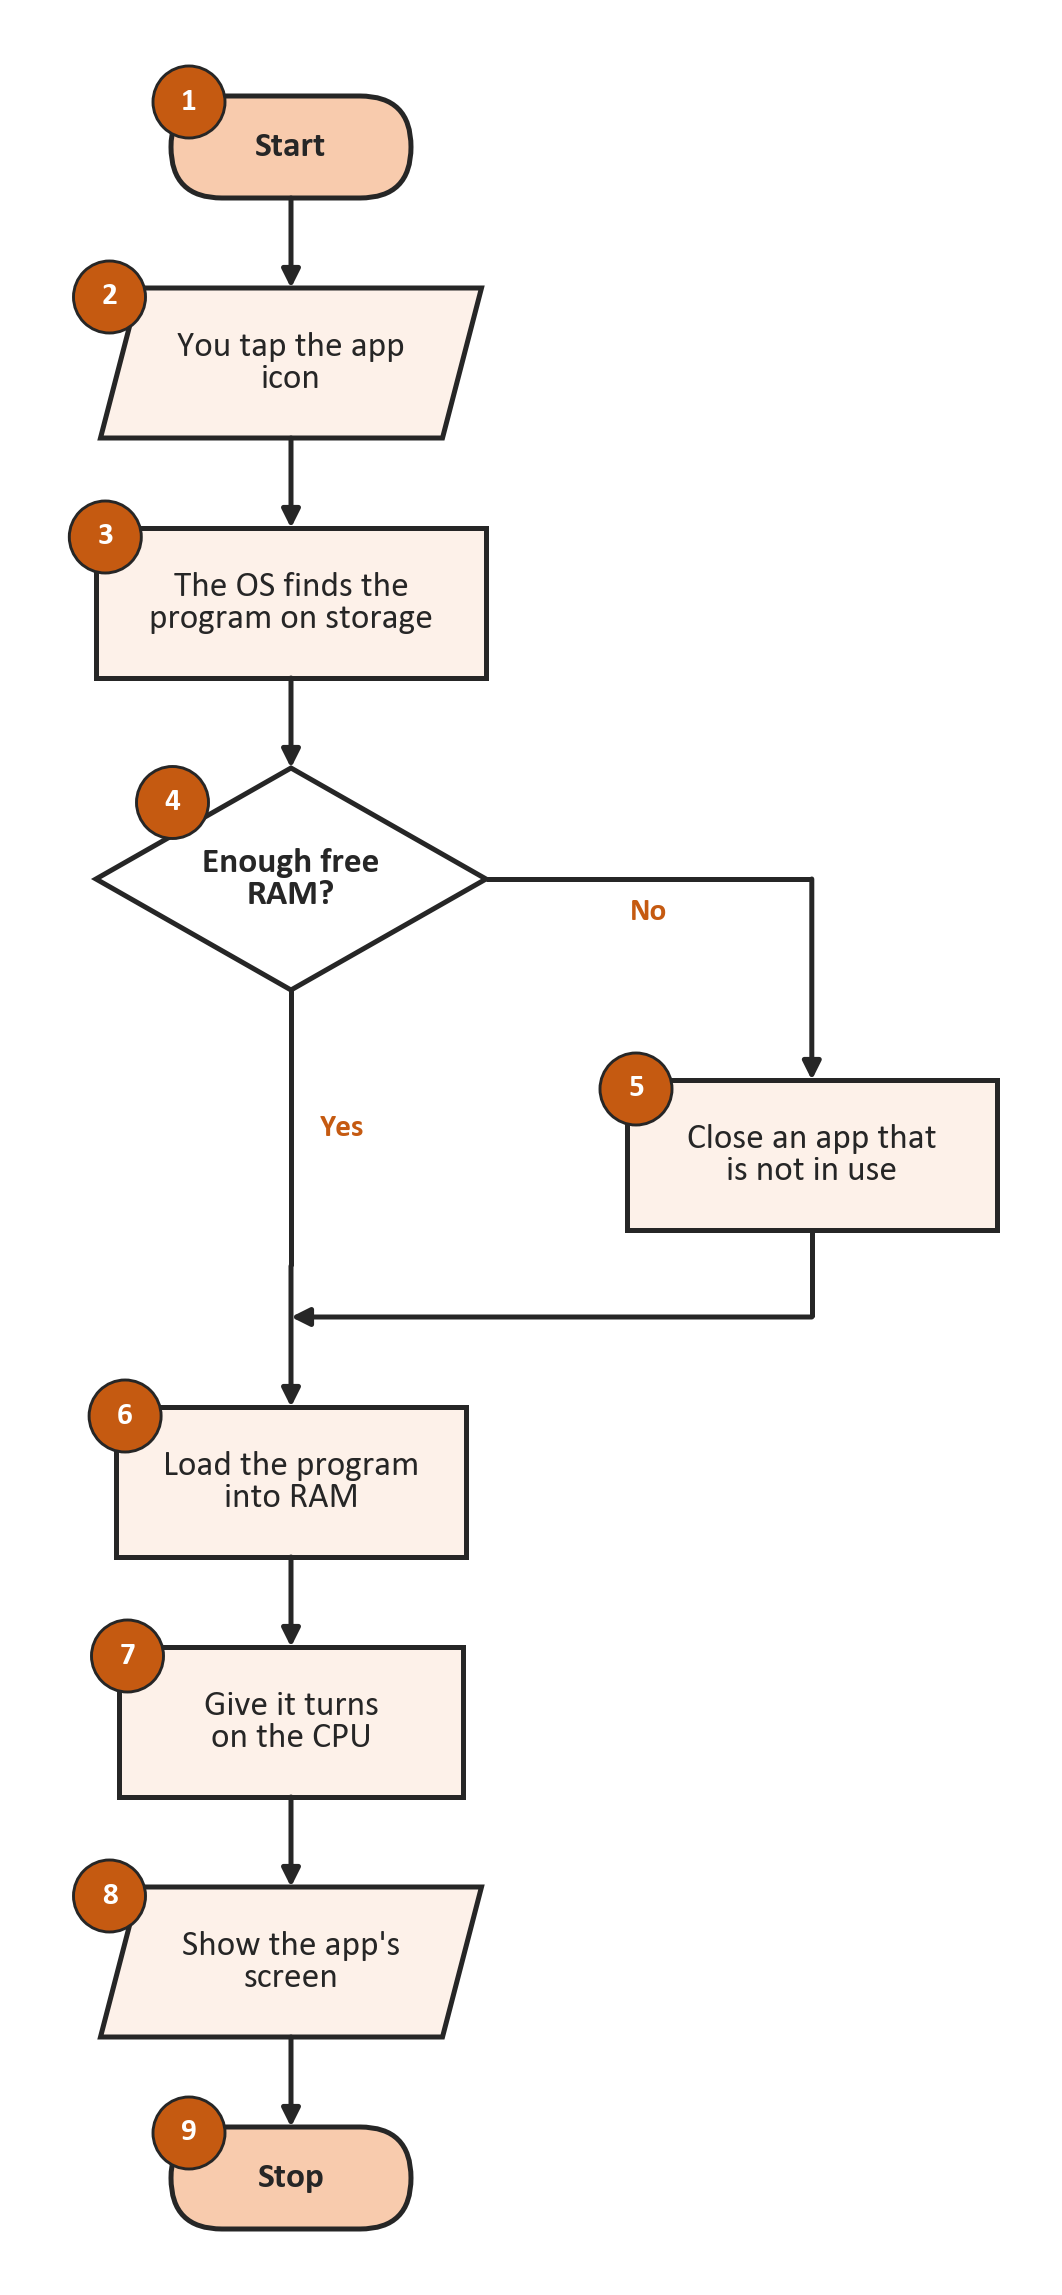 1
Start
2
You tap the app
icon
3
The OS finds the
program on storage
4
Enough free
RAM?
No
5
Close an app that
is not in use
Yes
6
Load the program
into RAM
7
Give it turns
on the CPU
8
Show the app's
screen
9
Stop